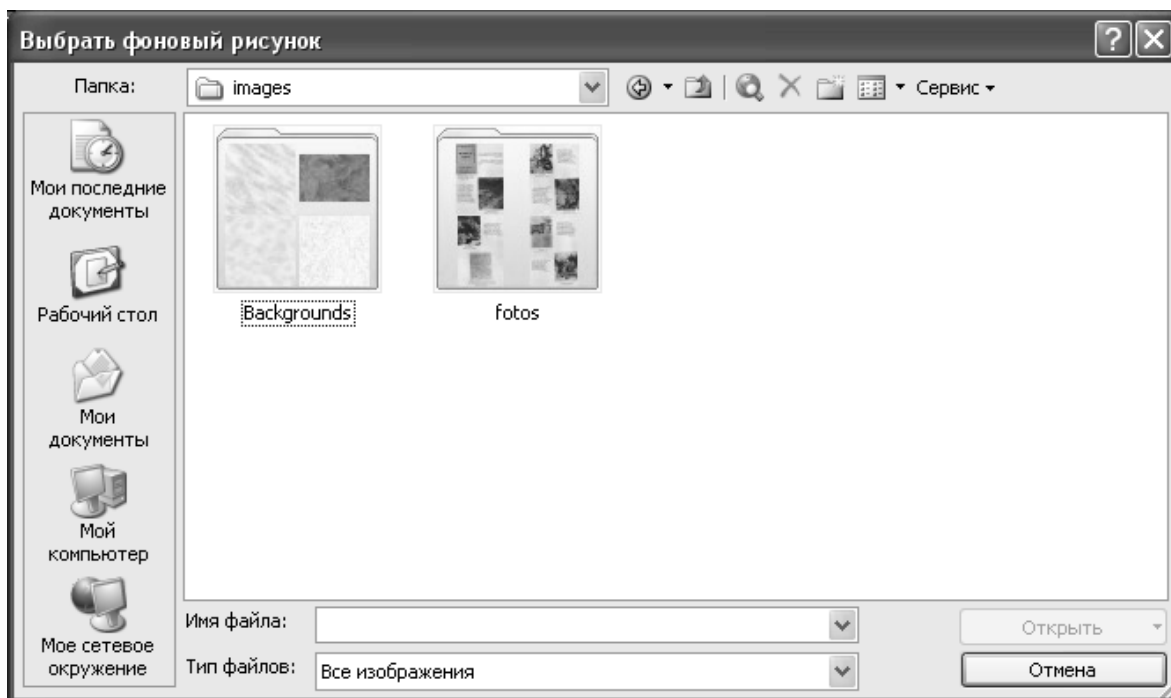 Выбрать фоновый рисунок
Папка:
images
Сервис
Мои последние
документы
Рабочий стол
Мои
документы
Мой
компьютер
Мое сетевое
окружение
Backgrounds
fotos
Имя файла:
Открыть
Тип файлов:
Все изображения
Отмена